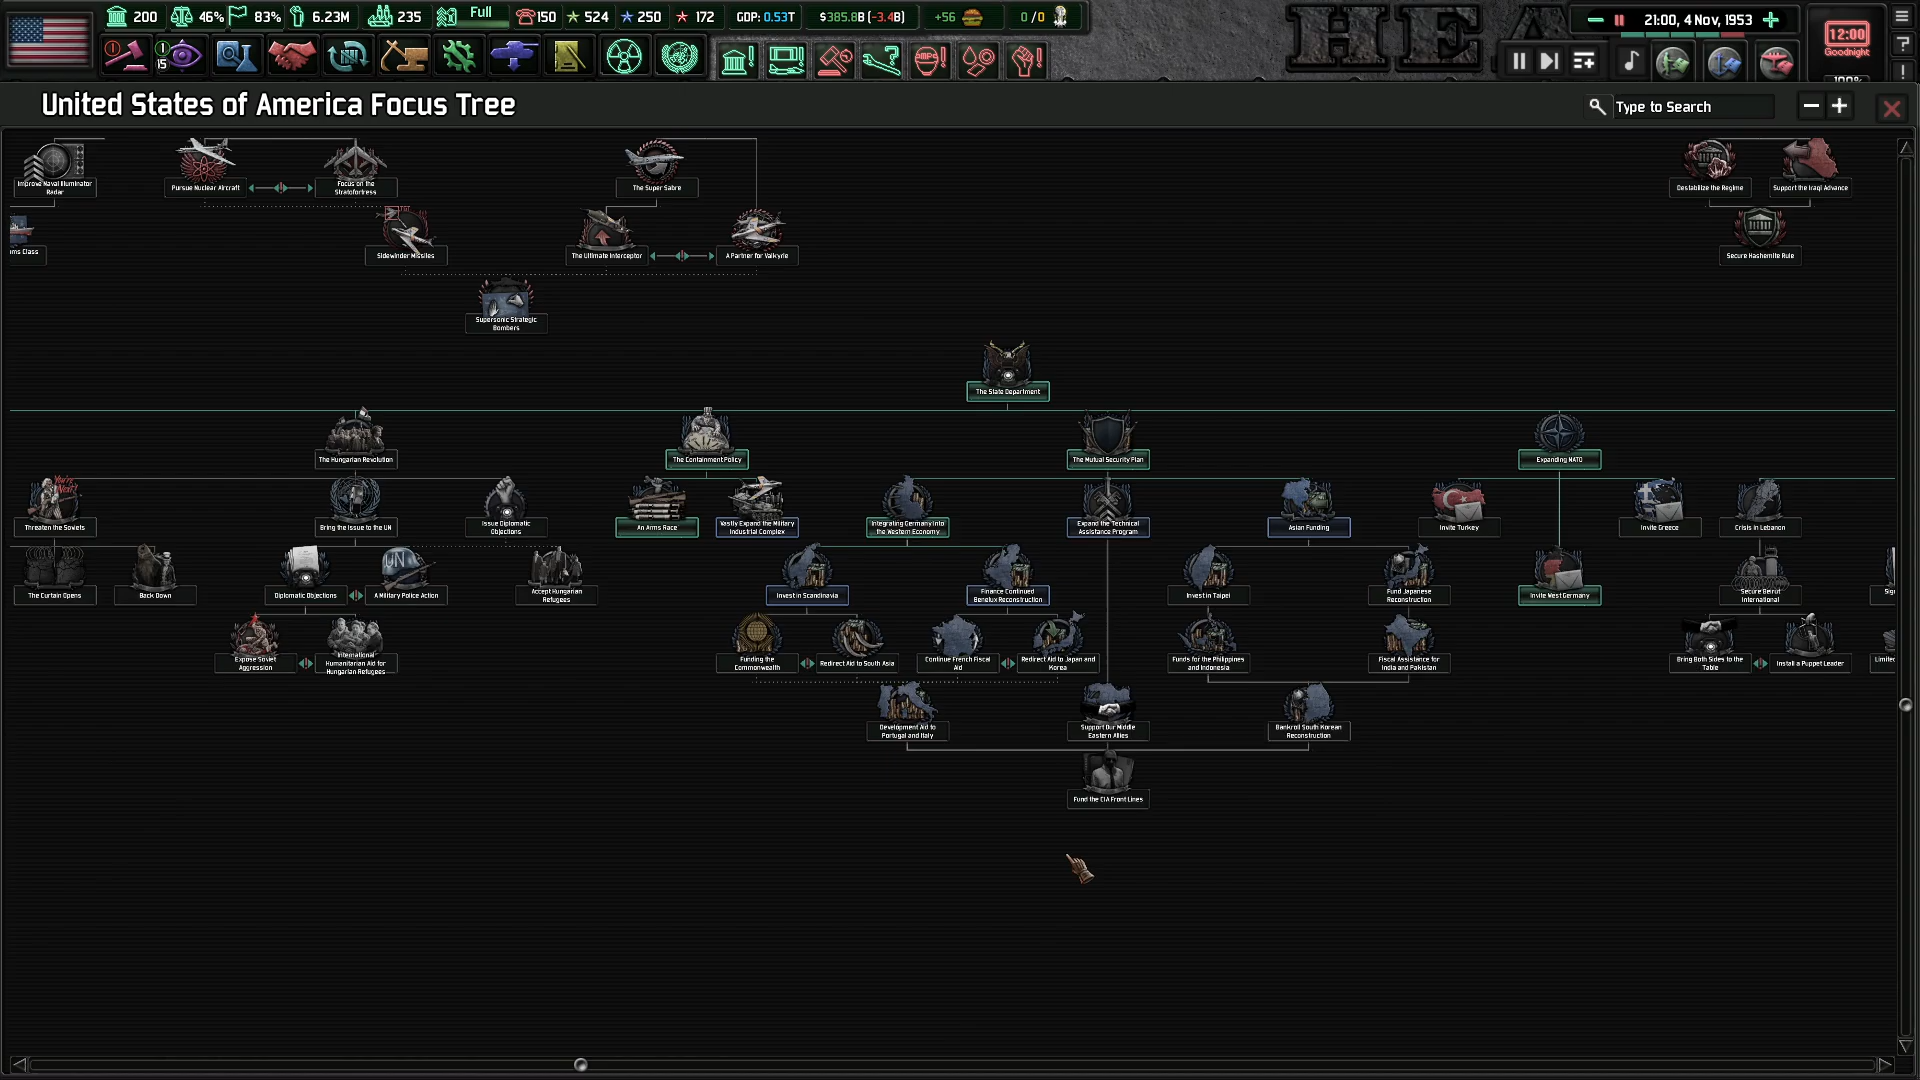 200 46% 83% 6.23M 235 Full 150 524 250 172 GDP: 0.53T $385.8B (-3.4B) +56 0 / 0
21:00, 4 Nov, 1953
12:00
Goodnight
100%
1
1
15
HEA
United States of America Focus Tree
Type to Search
Improve Naval Illuminator
Radar
Pursue Nuclear Aircraft
Focus on the
Stratofortress
The Super Sabre
Destabilize the Regime
Support the Iraqi Advance
ms Class
Sidewinder Missiles
The Ultimate Interceptor
A Partner for Valkyrie
Secure Hashemite Rule
Supersonic Strategic
Bombers
The State Department
The Hungarian Revolution
The Containment Policy
The Mutual Security Plan
Expanding NATO
Threaten the Soviets
Bring the Issue to the UN
Issue Diplomatic
Objections
An Arms Race
Vastly Expand the Military
Industrial Complex
Integrating Germany Into
the Western Economy
Expand the Technical
Assistance Program
Asian Funding
Invite Turkey
Invite Greece
Crisis in Lebanon
The Curtain Opens
Back Down
Diplomatic Objections
UN
A Military Police Action
Accept Hungarian
Refugees
Invest in Scandinavia
Finance Continued
Benelux Reconstruction
Invest in Taipei
Fund Japanese
Reconstruction
Invite West Germany
Secure Beirut
International
Expose Soviet
Aggression
International
Humanitarian Aid for
Hungarian Refugees
Funding the
Commonwealth
Redirect Aid to South Asia
Continue French Fiscal
Aid
Redirect Aid to Japan and
Korea
Funds for the Philippines
and Indonesia
Fiscal Assistance for
India and Pakistan
Bring Both Sides to the
Table
Install a Puppet Leader
Limited
Development Aid to
Portugal and Italy
Support Our Middle
Eastern Allies
Bankroll South Korean
Reconstruction
Fund the CIA Front Lines